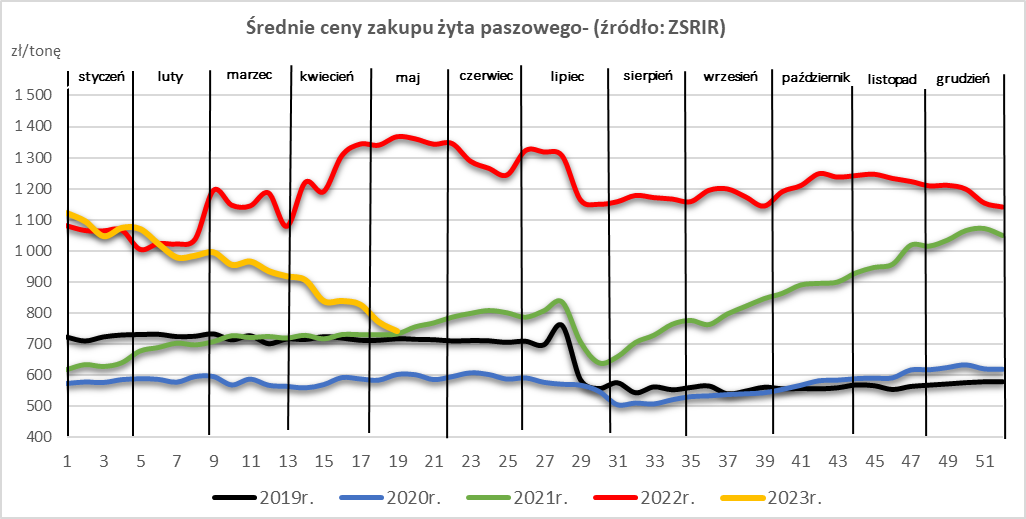 Średnie ceny zakupu żyta paszowego- (źródło: ZSRIR)
zł/tonę
styczeń luty marzec kwiecień maj czerwiec lipiec sierpień wrzesień październik listopad grudzień
1 500
1 400
1 300
1 200
1 100
1 000
900
800
700
600
500
400
1 3 5 7 9 11 13 15 17 19 21 23 25 27 29 31 33 35 37 39 41 43 45 47 49 51
2019r. 2020r. 2021r. 2022r. 2023r.